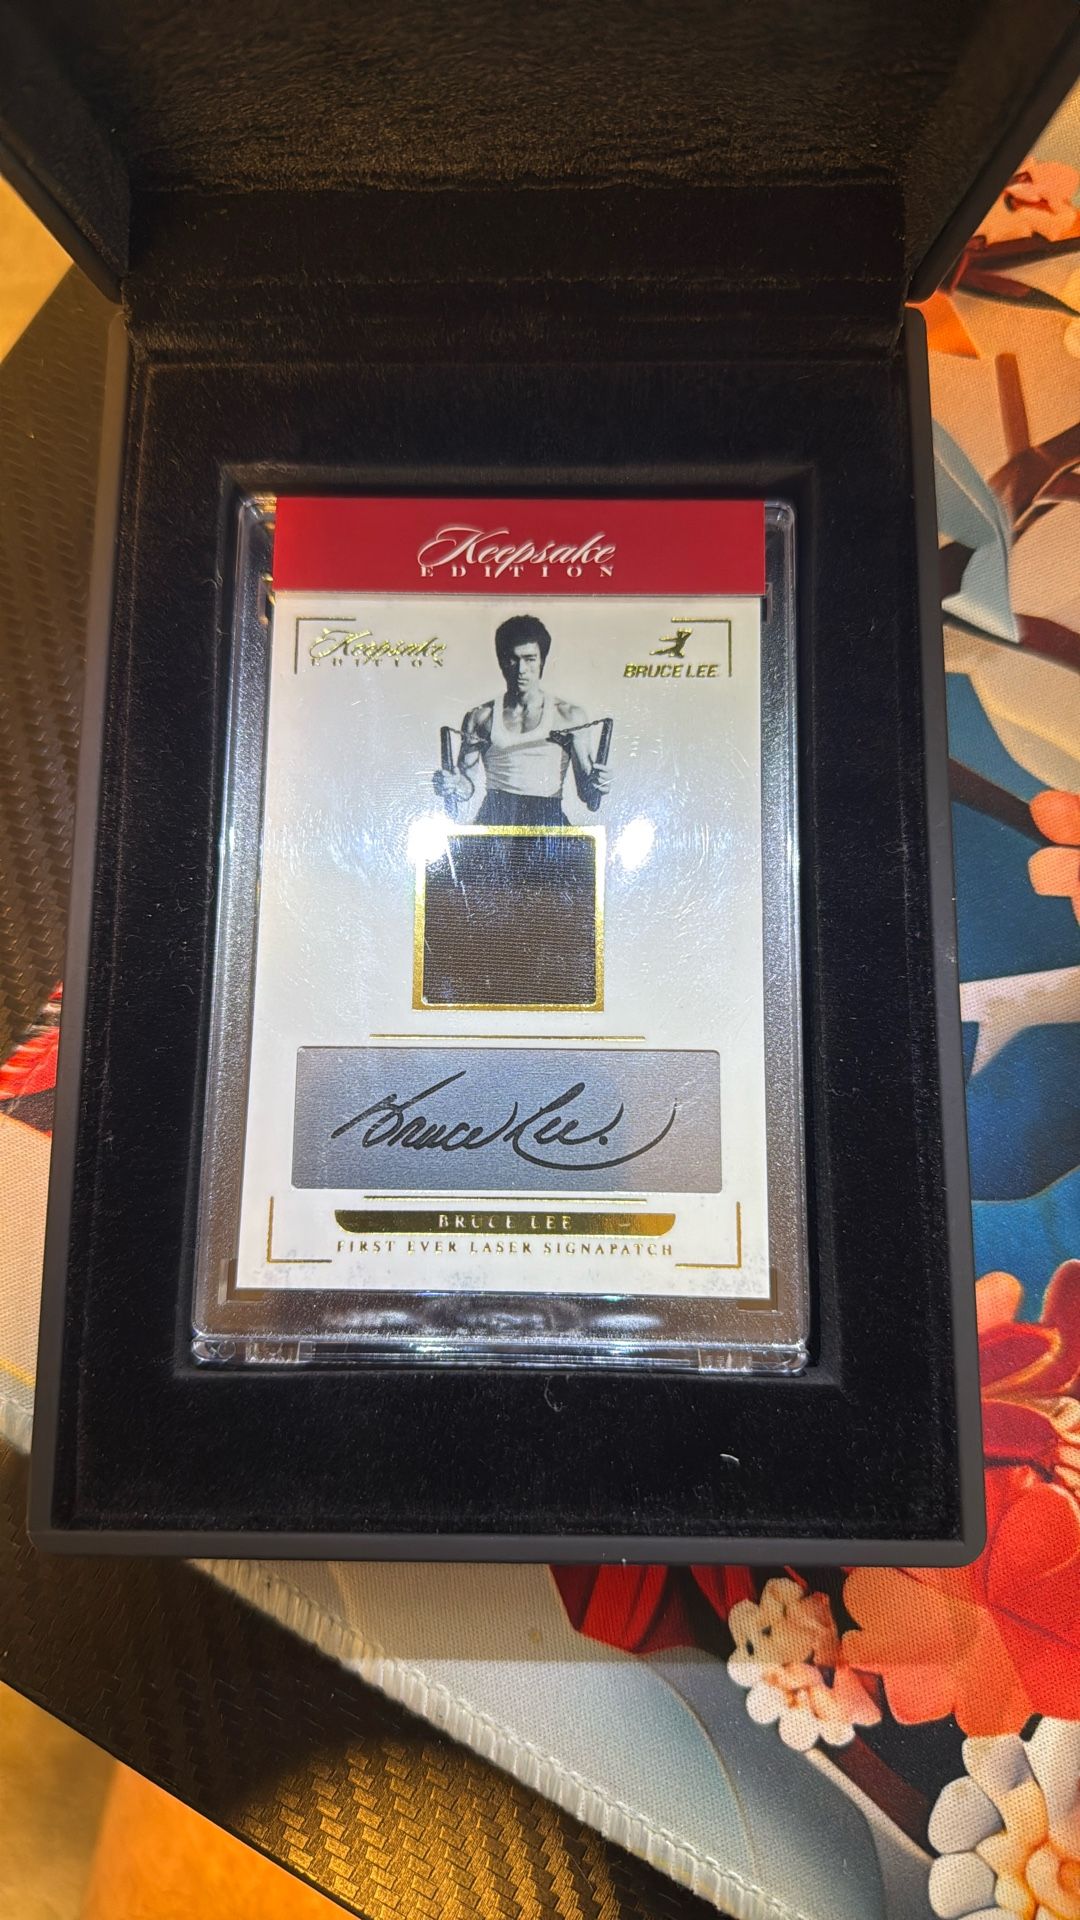 Keepsake
EDITION
Keepsake
EDITION
BRUCE LEE
Bruce Lee.
BRUCE LEE
FIRST EVER LASER SIGNAPATCH